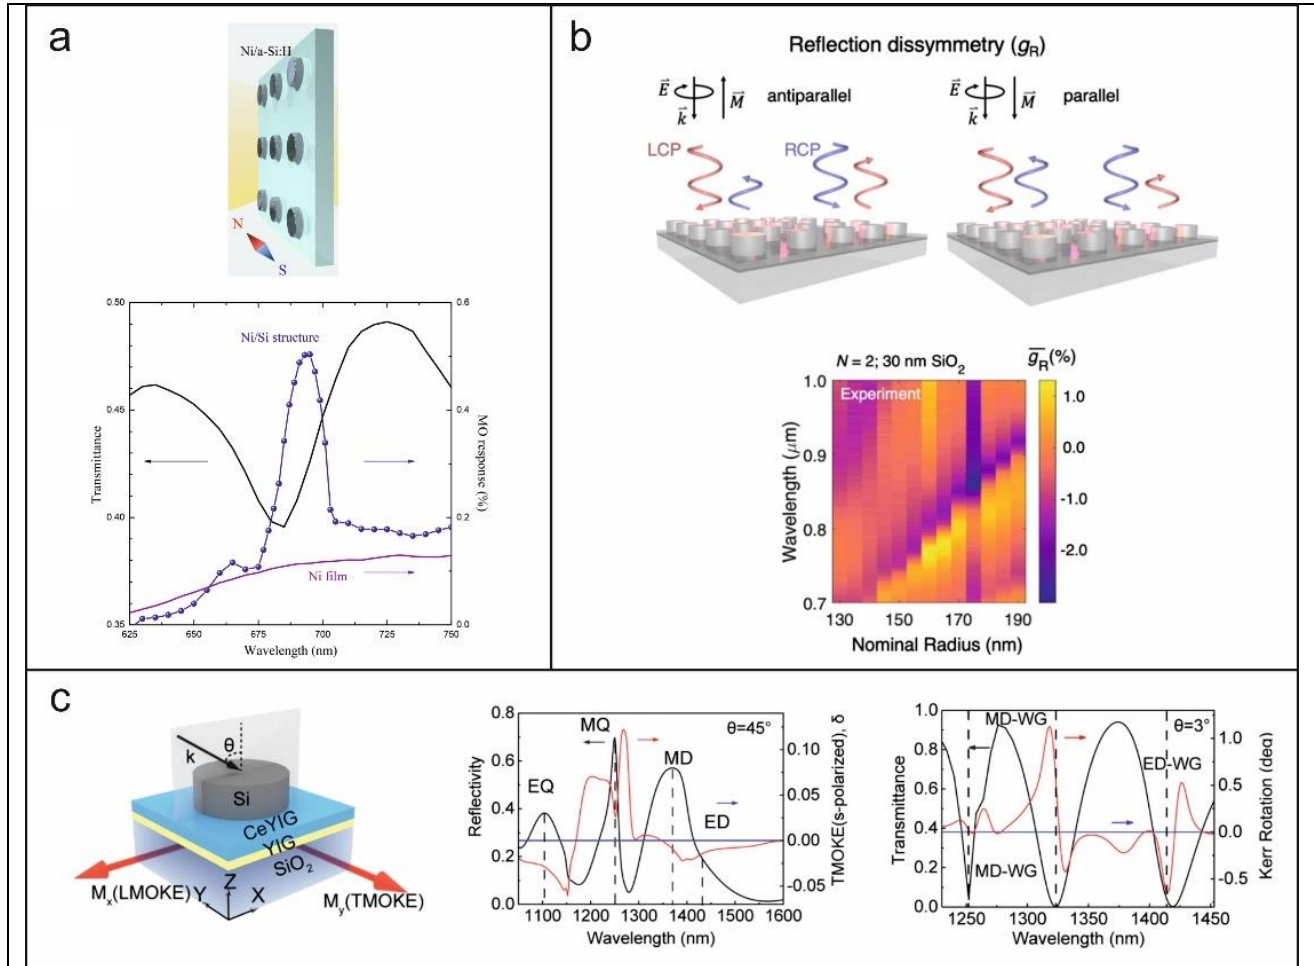 a
Ni/a-Si:H
N
S
0.50
0.45
0.40
0.35
Transmittance
0.6
0.4
0.2
0.0
MO response (%)
Ni/Si structure
Ni film
625 650 675 700 725 750
Wavelength (nm)
b
Reflection dissymmetry (gR)
E k M antiparallel
E k M parallel
LCP RCP
N = 2; 30 nm SiO2
gR(%)
Experiment
1.0
0.9
0.8
0.7
Wavelength (μm)
1.0
0.0
-1.0
-2.0
130 150 170 190
Nominal Radius (nm)
c
k θ
Si
CeYIG
YIG
SiO2
Mx(LMOKE) Y Z X My(TMOKE)
0.8
0.6
0.4
0.2
0.0
Reflectivity
EQ MQ MD ED
θ=45°
0.10
0.05
0.00
-0.05
TMOKE(s-polarized), δ
1100 1200 1300 1400 1500 1600
Wavelength (nm)
1.0
0.8
0.6
0.4
0.2
0.0
Transmittance
MD-WG
θ=3°
ED-WG
MD-WG
1.0
0.5
0.0
-0.5
Kerr Rotation (deg)
1250 1300 1350 1400 1450
Wavelength (nm)